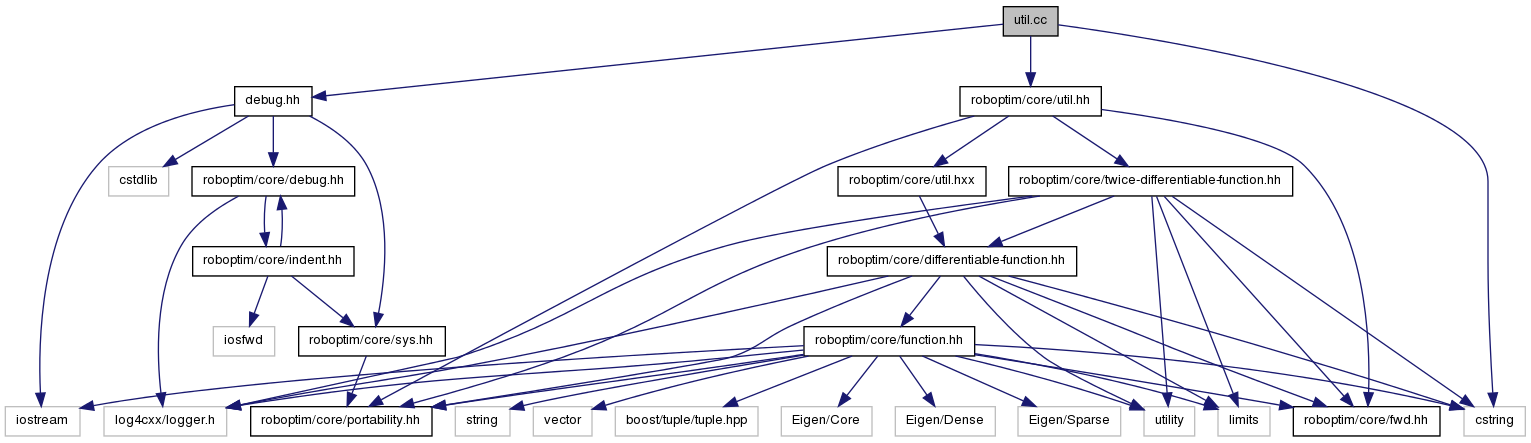 util.cc
debug.hh
roboptim/core/util.hh
cstdlib
roboptim/core/debug.hh
roboptim/core/util.hxx
roboptim/core/twice-differentiable-function.hh
roboptim/core/indent.hh
roboptim/core/differentiable-function.hh
iosfwd
roboptim/core/sys.hh
roboptim/core/function.hh
iostream
log4cxx/logger.h
roboptim/core/portability.hh
string
vector
boost/tuple/tuple.hpp
Eigen/Core
Eigen/Dense
Eigen/Sparse
utility
limits
roboptim/core/fwd.hh
cstring